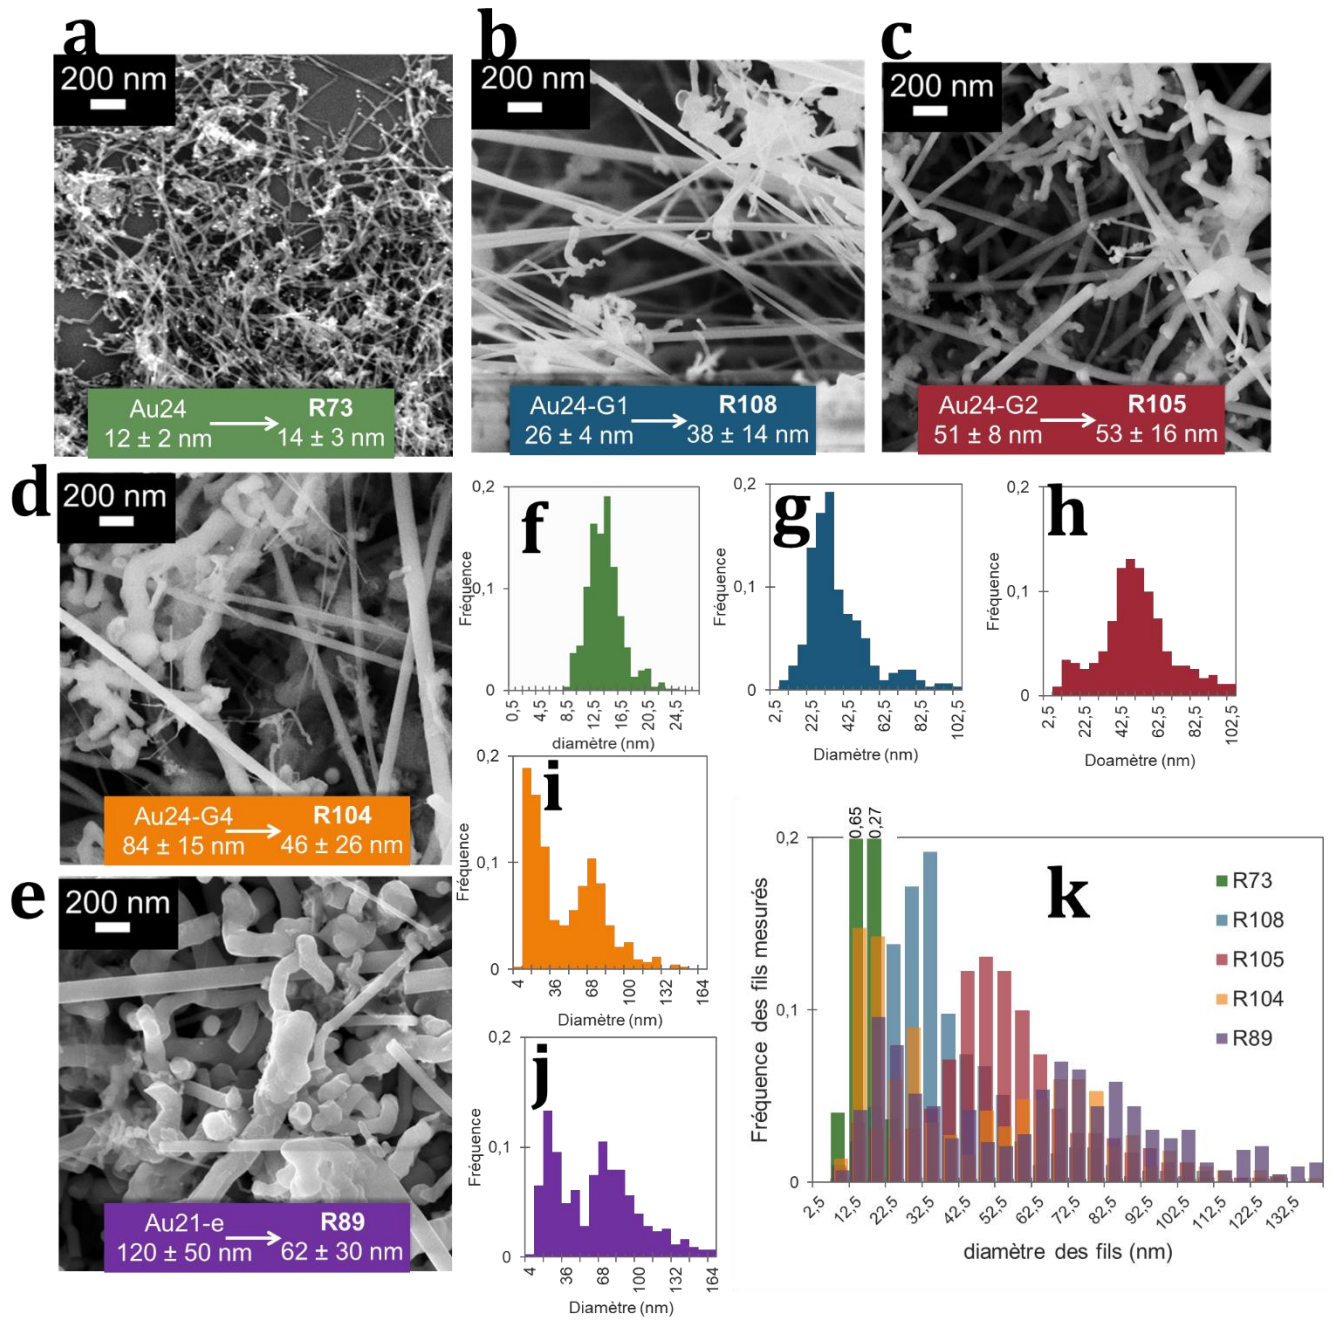 a
200 nm
Au24
R73
12 ± 2 nm
14 ± 3 nm
b
200 nm
Au24-G1
R108
26 ± 4 nm
38 ± 14 nm
c
200 nm
Au24-G2
R105
51 ± 8 nm
53 ± 16 nm
d
200 nm
Au24-G4
R104
84 ± 15 nm
46 ± 26 nm
e
200 nm
Au21-e
R89
120 ± 50 nm
62 ± 30 nm
f
Fréquence
0,2
0,1
0
0,5 4,5 8,5 12,5 16,5 20,5 24,5
diamètre (nm)
g
Fréquence
0,2
0,1
0
2,5 22,5 42,5 62,5 82,5 102,5
Diamètre (nm)
h
Fréquence
0,2
0,1
0
2,5 22,5 42,5 62,5 82,5 102,5
Doamètre (nm)
i
Fréquence
0,2
0,1
0
4 36 68 100 132 164
Diamètre (nm)
j
Fréquence
0,2
0,1
0
4 36 68 100 132 164
Diamètre (nm)
k
Fréquence des fils mesurés
0,2
0,1
0
0,65
0,27
R73
R108
R105
R104
R89
2,5 12,5 22,5 32,5 42,5 52,5 62,5 72,5 82,5 92,5 102,5 112,5 122,5 132,5
diamètre des fils (nm)